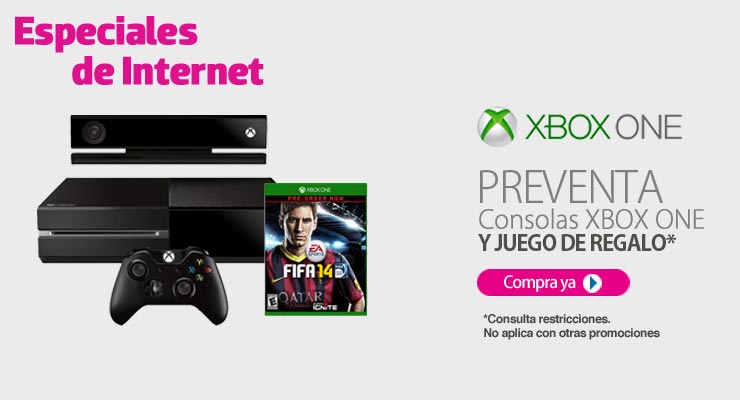 Especiales
de Internet
XBOX ONE
PREVENTA
Consolas XBOX ONE
Y JUEGO DE REGALO*
Compra ya
*Consulta restricciones.
No aplica con otras promociones
XBOX ONE
PRE-ORDER NOW
EA
SPORTS
FIFA 14
QATAR
IGNITE
E